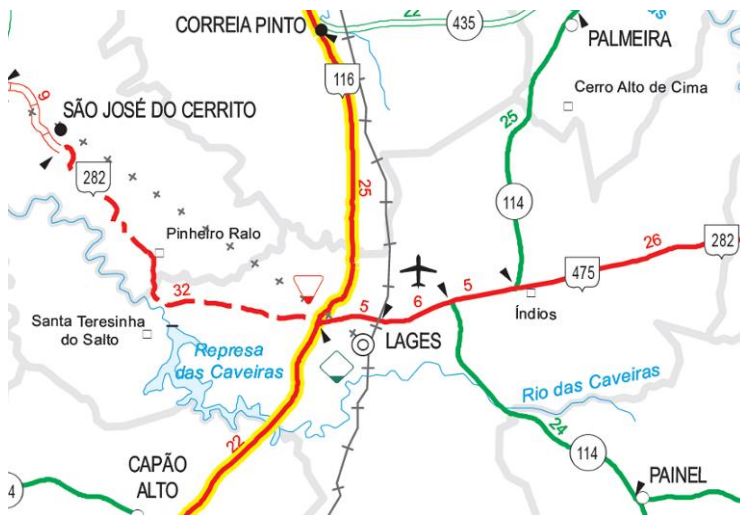 22
435
CORREIA PINTO
PALMEIRA
116
Cerro Alto de Cima
9
SÃO JOSÉ DO CERRITO
25
282
25
114
Pinheiro Ralo
26
282
475
32
5
6
5
Índios
Santa Teresinha
do Salto
LAGES
Represa
das Caveiras
Rio das Caveiras
22
24
114
CAPÃO
ALTO
PAINEL
4